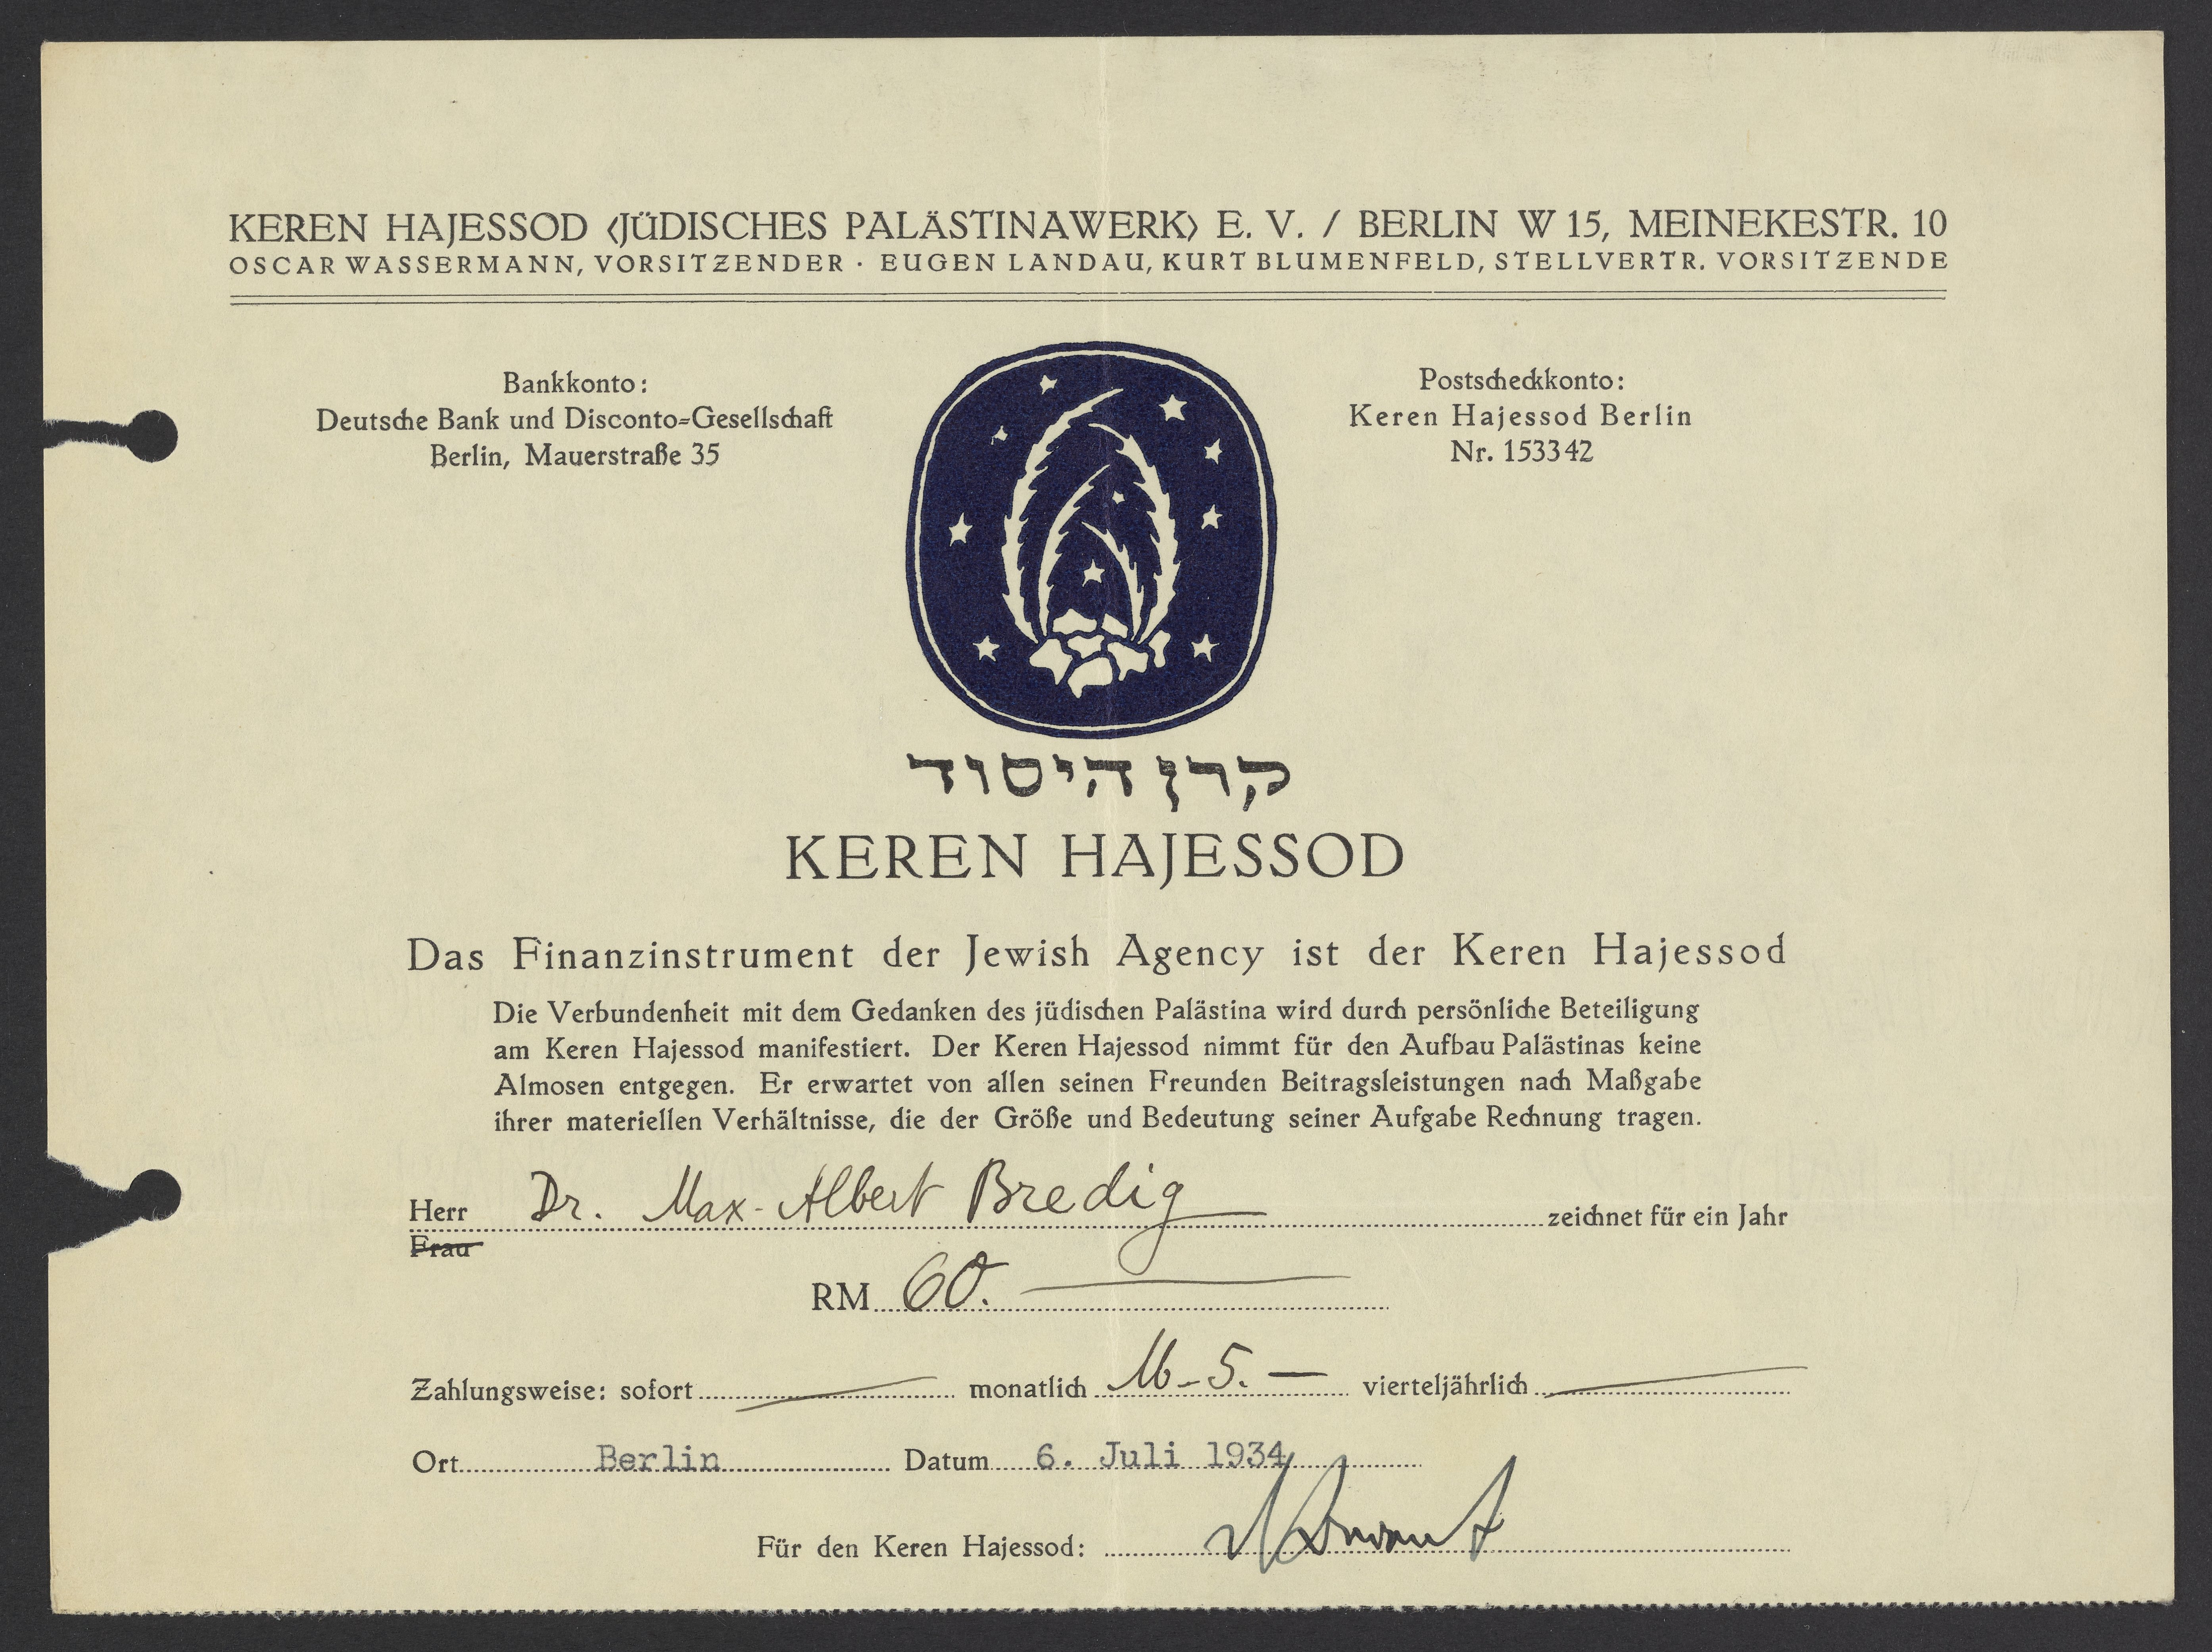 KEREN HAJESSOD ‹JÜDISCHES PALÄSTINAWERK› E. V. / BERLIN W 15, MEINEKESTR. 10
OSCAR WASSERMANN, VORSITZENDER · EUGEN LANDAU, KURT BLUMENFELD, STELLVERTR. VORSITZENDE
Bankkonto:
Deutsche Bank und Disconto-Gesellschaft
Berlin, Mauerstraße 35
Postscheckkonto:
Keren Hajessod Berlin
Nr. 153342
קרן היסוד
KEREN HAJESSOD
Das Finanzinstrument der Jewish Agency ist der Keren Hajessod
Die Verbundenheit mit dem Gedanken des jüdischen Palästina wird durch persönliche Beteiligung
am Keren Hajessod manifestiert. Der Keren Hajessod nimmt für den Aufbau Palästinas keine
Almosen entgegen. Er erwartet von allen seinen Freunden Beitragsleistungen nach Maßgabe
ihrer materiellen Verhältnisse, die der Größe und Bedeutung seiner Aufgabe Rechnung tragen.
Herr Dr. Max-Albert Bredig zeichnet für ein Jahr
Frau
RM 60.—
Zahlungsweise: sofort — monatlich M-5.— vierteljährlich —
Ort Berlin Datum 6. Juli 1934
Für den Keren Hajessod: